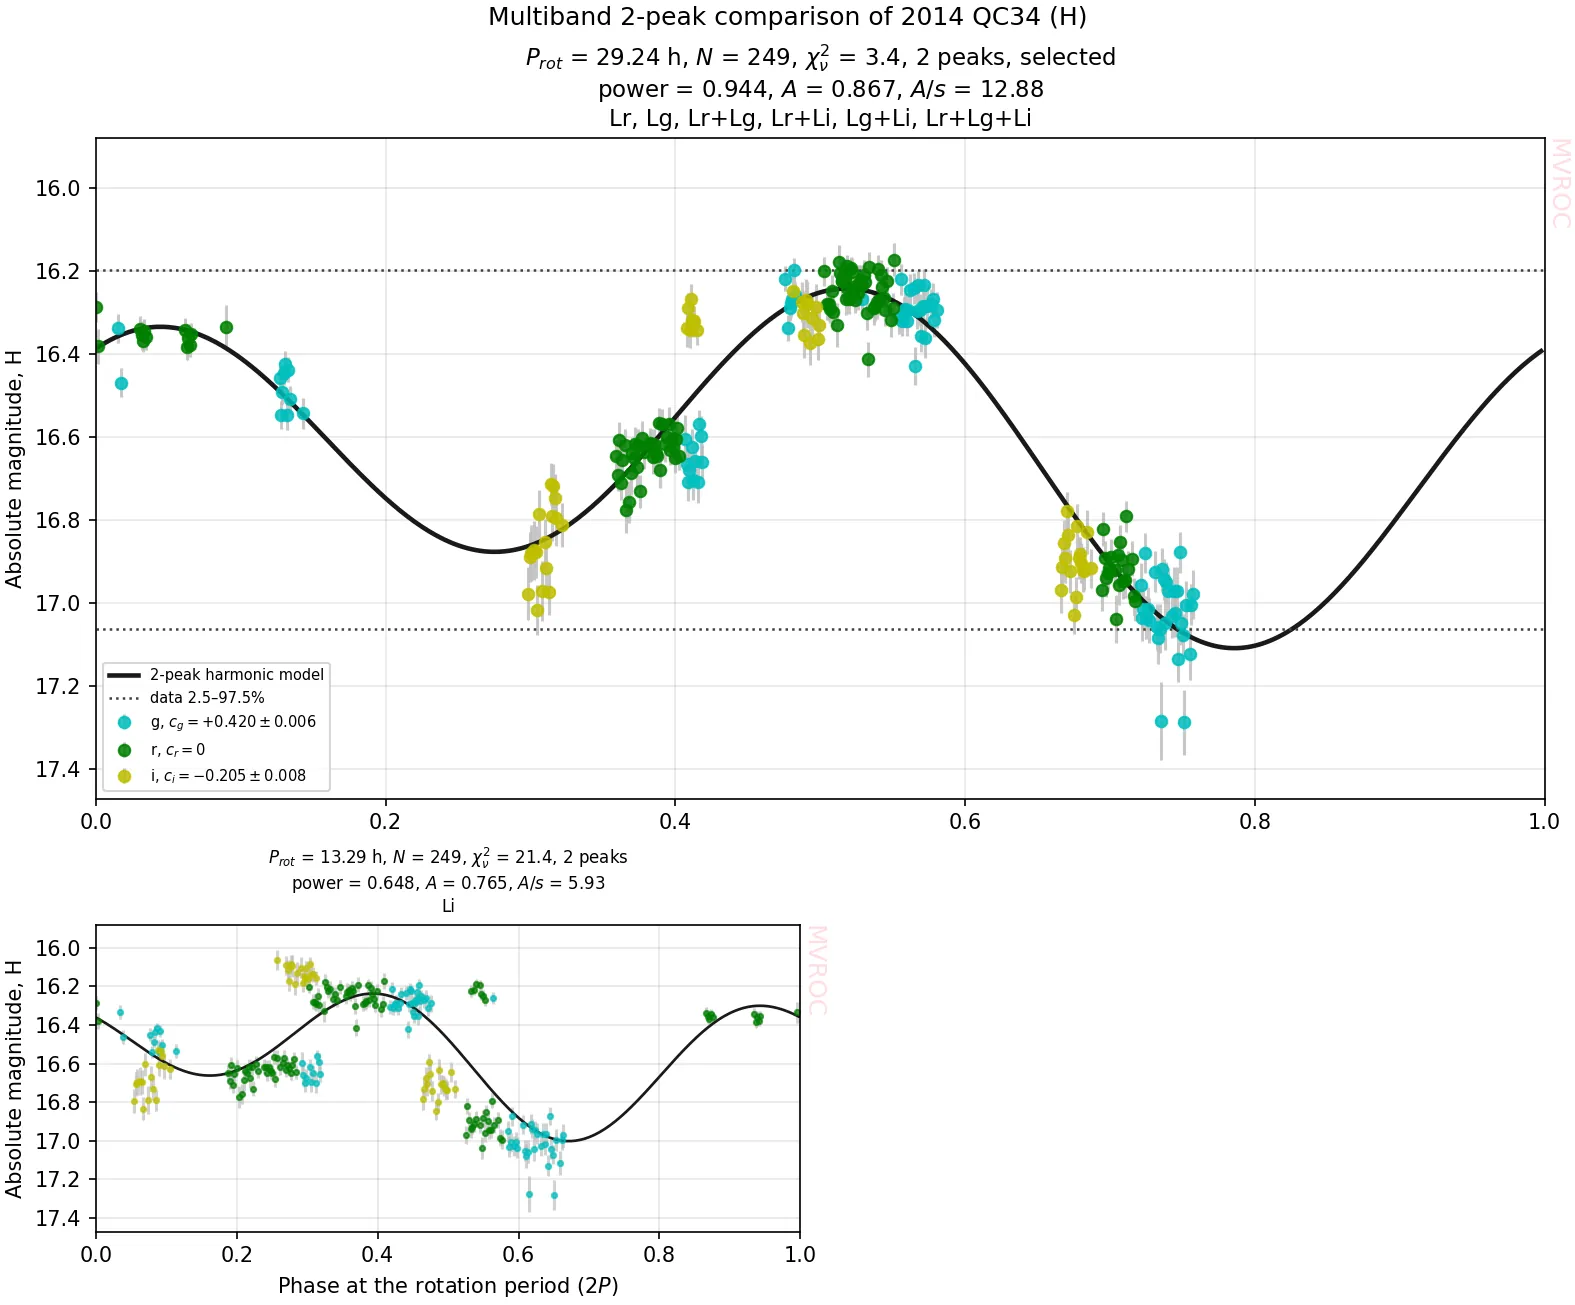 Multiband 2-peak comparison of 2014 QC34 (H)
P_rot = 29.24 h, N = 249, χ²_ν = 3.4, 2 peaks, selected
power = 0.944, A = 0.867, A/s = 12.88
Lr, Lg, Lr+Lg, Lr+Li, Lg+Li, Lr+Lg+Li
MVROC
Absolute magnitude, H
16.0
16.2
16.4
16.6
16.8
17.0
17.2
17.4
2-peak harmonic model
data 2.5–97.5%
g, c_g = +0.420 ± 0.006
r, c_r = 0
i, c_i = −0.205 ± 0.008
0.0 0.2 0.4 0.6 0.8 1.0
P_rot = 13.29 h, N = 249, χ²_ν = 21.4, 2 peaks
power = 0.648, A = 0.765, A/s = 5.93
Li
MVROC
Absolute magnitude, H
16.0
16.2
16.4
16.6
16.8
17.0
17.2
17.4
0.0 0.2 0.4 0.6 0.8 1.0
Phase at the rotation period (2P)